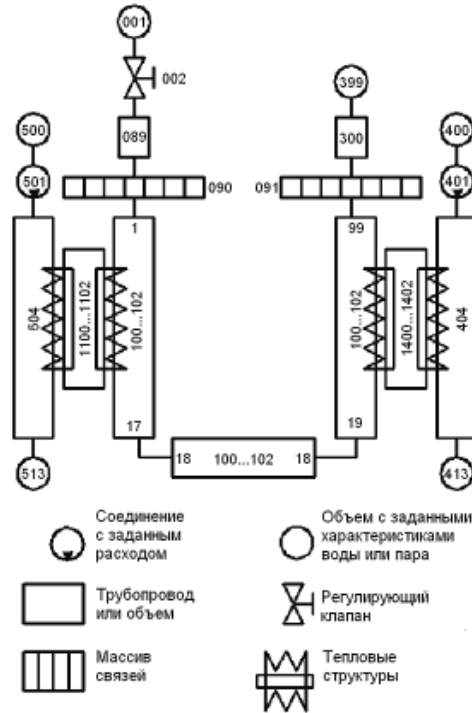 001
002
399
500
089
300
400
501
090
091
401
1
99
504
1100...1102
100...102
100...102
1400...1402
404
17
19
18
100...102
18
513
413
Соединение
с заданным
расходом
Объем с заданными
характеристиками
воды или пара
Трубопровод
или объем
Регулирующий
клапан
Массив
связей
Тепловые
структуры